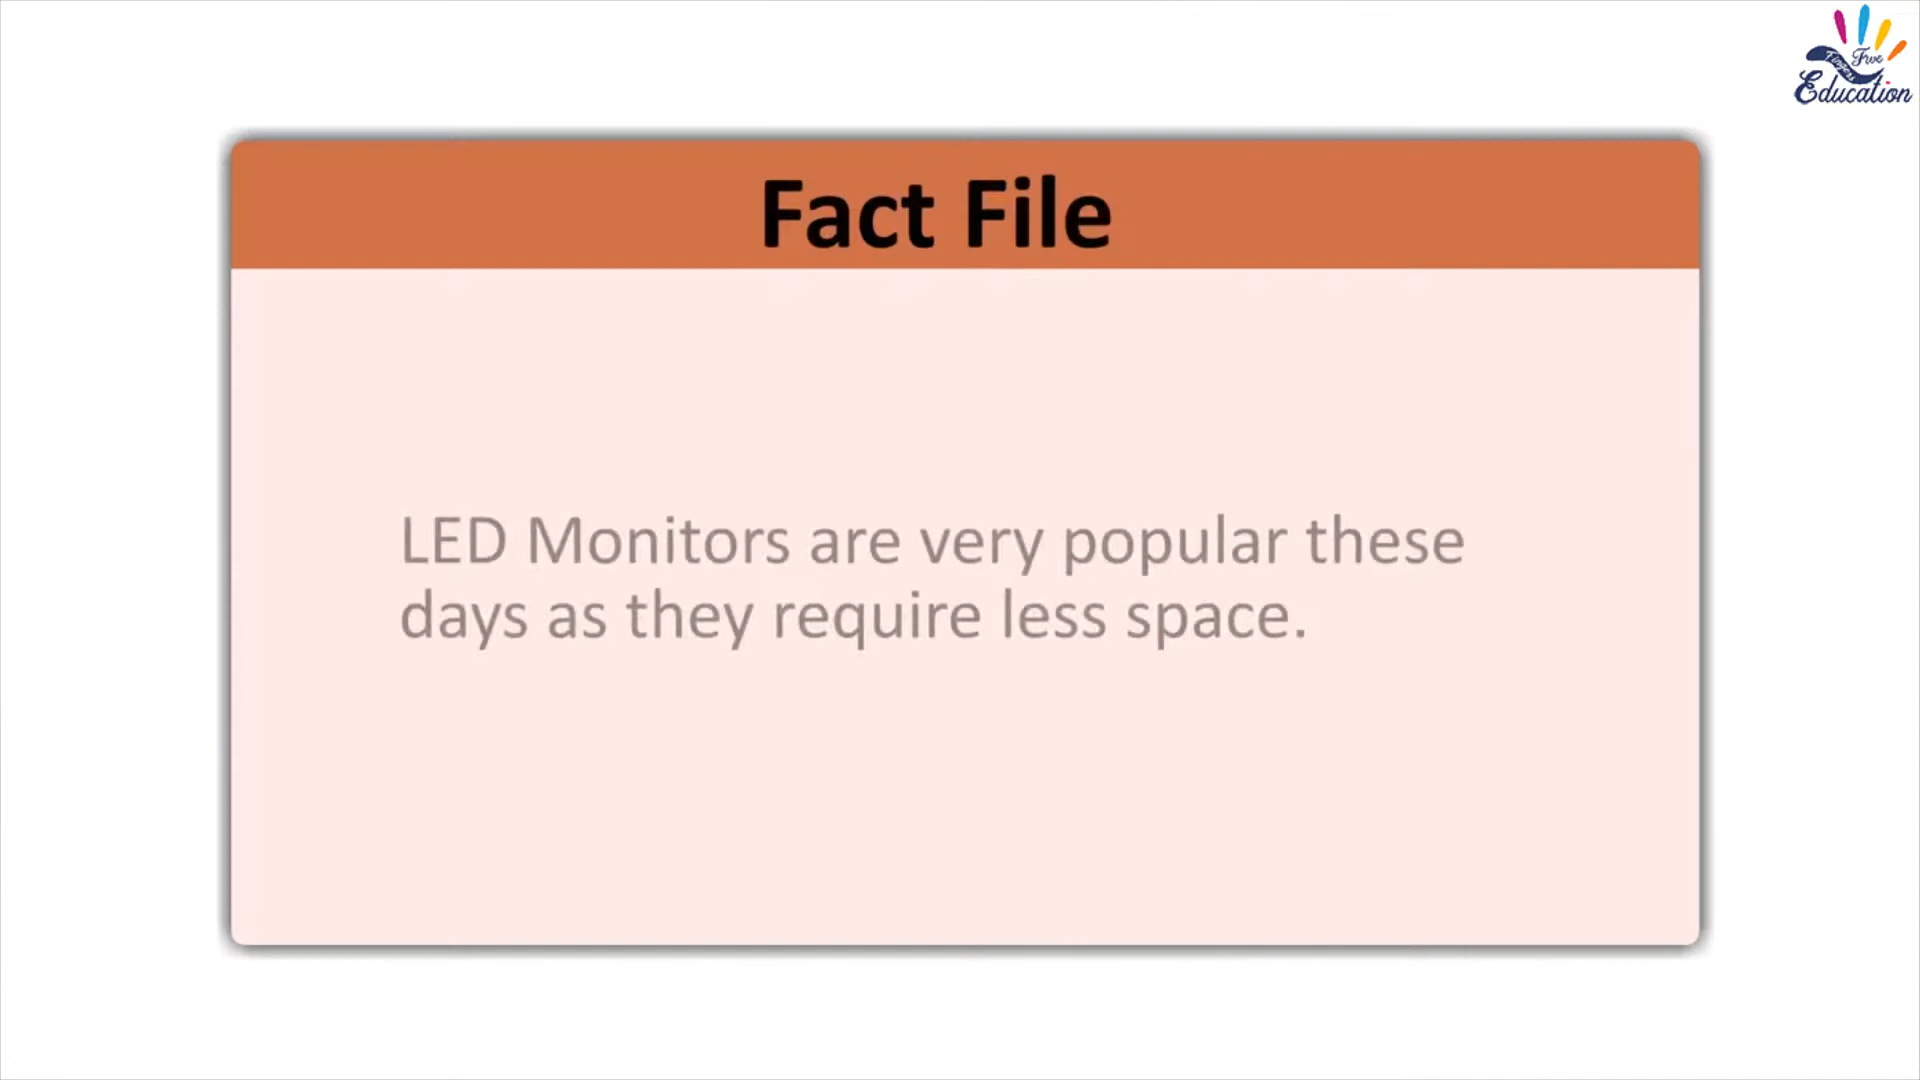 Five
Fingers
Education
Fact File
LED Monitors are very popular these
days as they require less space.